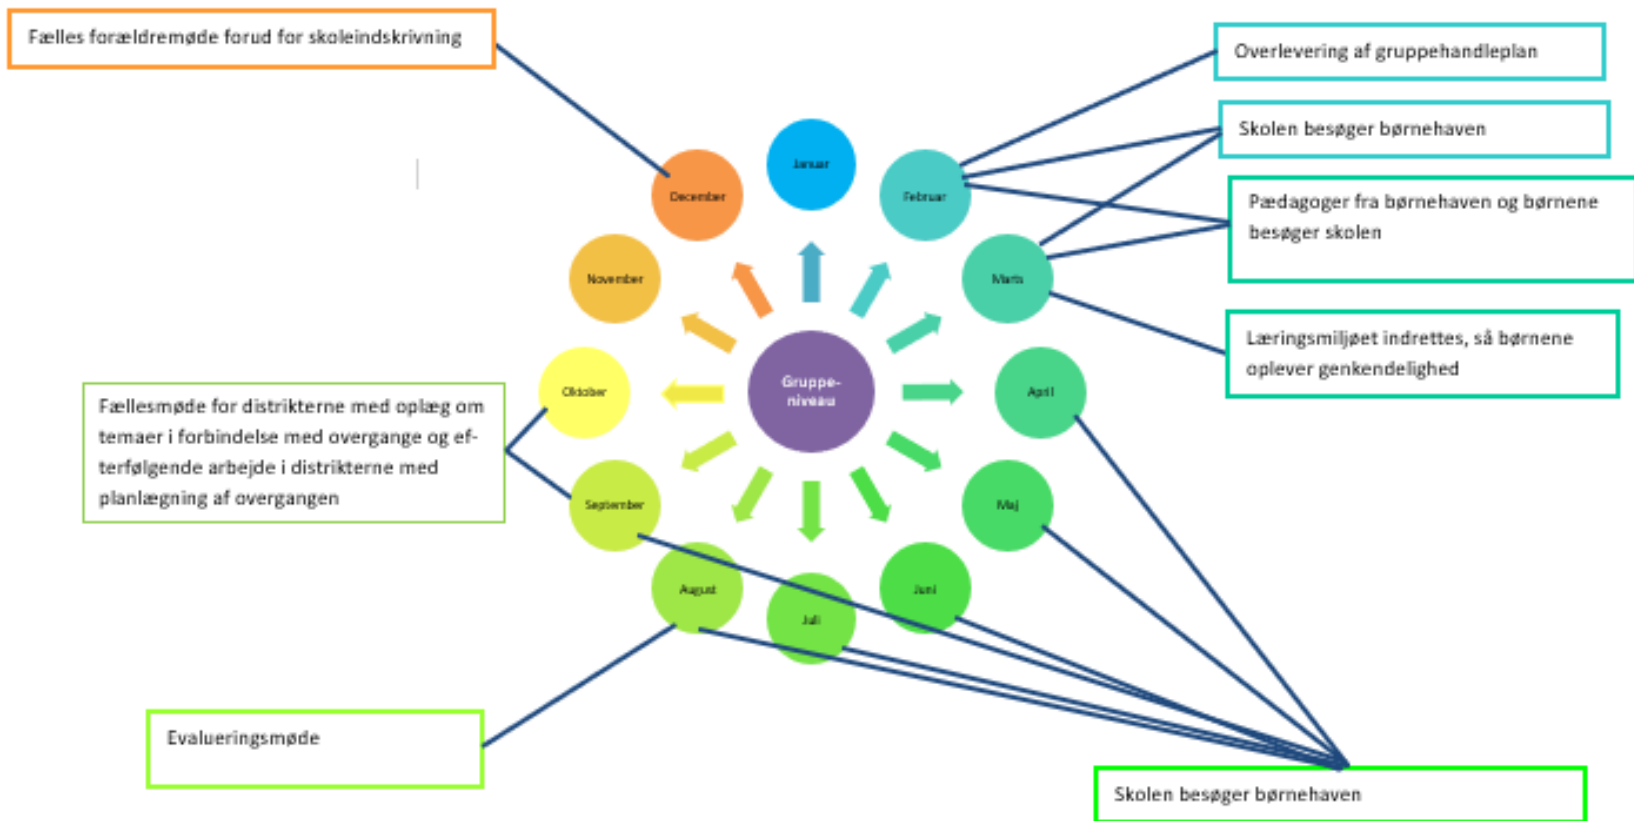 Fælles forældremøde forud for skoleindskrivning
Overlevering af gruppehandleplan
Skolen besøger børnehaven
Pædagoger fra børnehaven og børnene
besøger skolen
Læringsmiljøet indrettes, så børnene
oplever genkendelighed
Januar
Februar
Marts
April
Maj
Juni
Juli
August
September
Oktober
November
December
Gruppe-
niveau
Fællesmøde for distrikterne med oplæg om
temaer i forbindelse med overgange og ef-
terfølgende arbejde i distrikterne med
planlægning af overgangen
Evalueringsmøde
Skolen besøger børnehaven